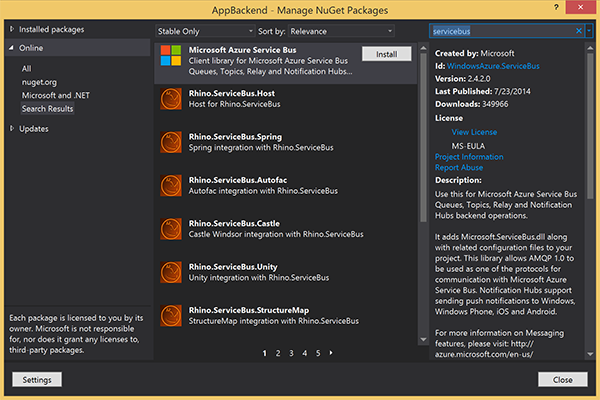 AppBackend - Manage NuGet Packages
?
Installed packages
Online
All
nuget.org
Microsoft and .NET
Search Results
Updates
Each package is licensed to you by its
owner. Microsoft is not responsible
for, nor does it grant any licenses to,
third-party packages.
Stable Only
Sort by: Relevance
Microsoft Azure Service Bus
Client library for Microsoft Azure Service Bus
Queues, Topics, Relay and Notification Hubs...
Install
Rhino.ServiceBus.Host
Host for Rhino.ServiceBus
Rhino.ServiceBus.Spring
Spring integration with Rhino.ServiceBus
Rhino.ServiceBus.Autofac
Autofac integration with Rhino.ServiceBus
Rhino.ServiceBus.Castle
Castle Windsor integration with Rhino.ServiceBus
Rhino.ServiceBus.Unity
Unity integration with Rhino.ServiceBus
Rhino.ServiceBus.StructureMap
StructureMap integration with Rhino.ServiceBus
1 2 3 4 5
servicebus
Created by: Microsoft
Id: WindowsAzure.ServiceBus
Version: 2.4.2.0
Last Published: 7/23/2014
Downloads: 349966
License
View License
MS-EULA
Project Information
Report Abuse
Description:
Use this for Microsoft Azure Service Bus
Queues, Topics, Relay and Notification
Hubs backend operations.
It adds Microsoft.ServiceBus.dll along
with related configuration files to your
project. This library allows AMQP 1.0 to
be used as one of the protocols for
communication with Microsoft Azure
Service Bus. Notification Hubs support
sending push notifications to Windows,
Windows Phone, iOS and Android.
For more information on Messaging
features, please visit: http://
azure.microsoft.com/en-us/
Settings
Close